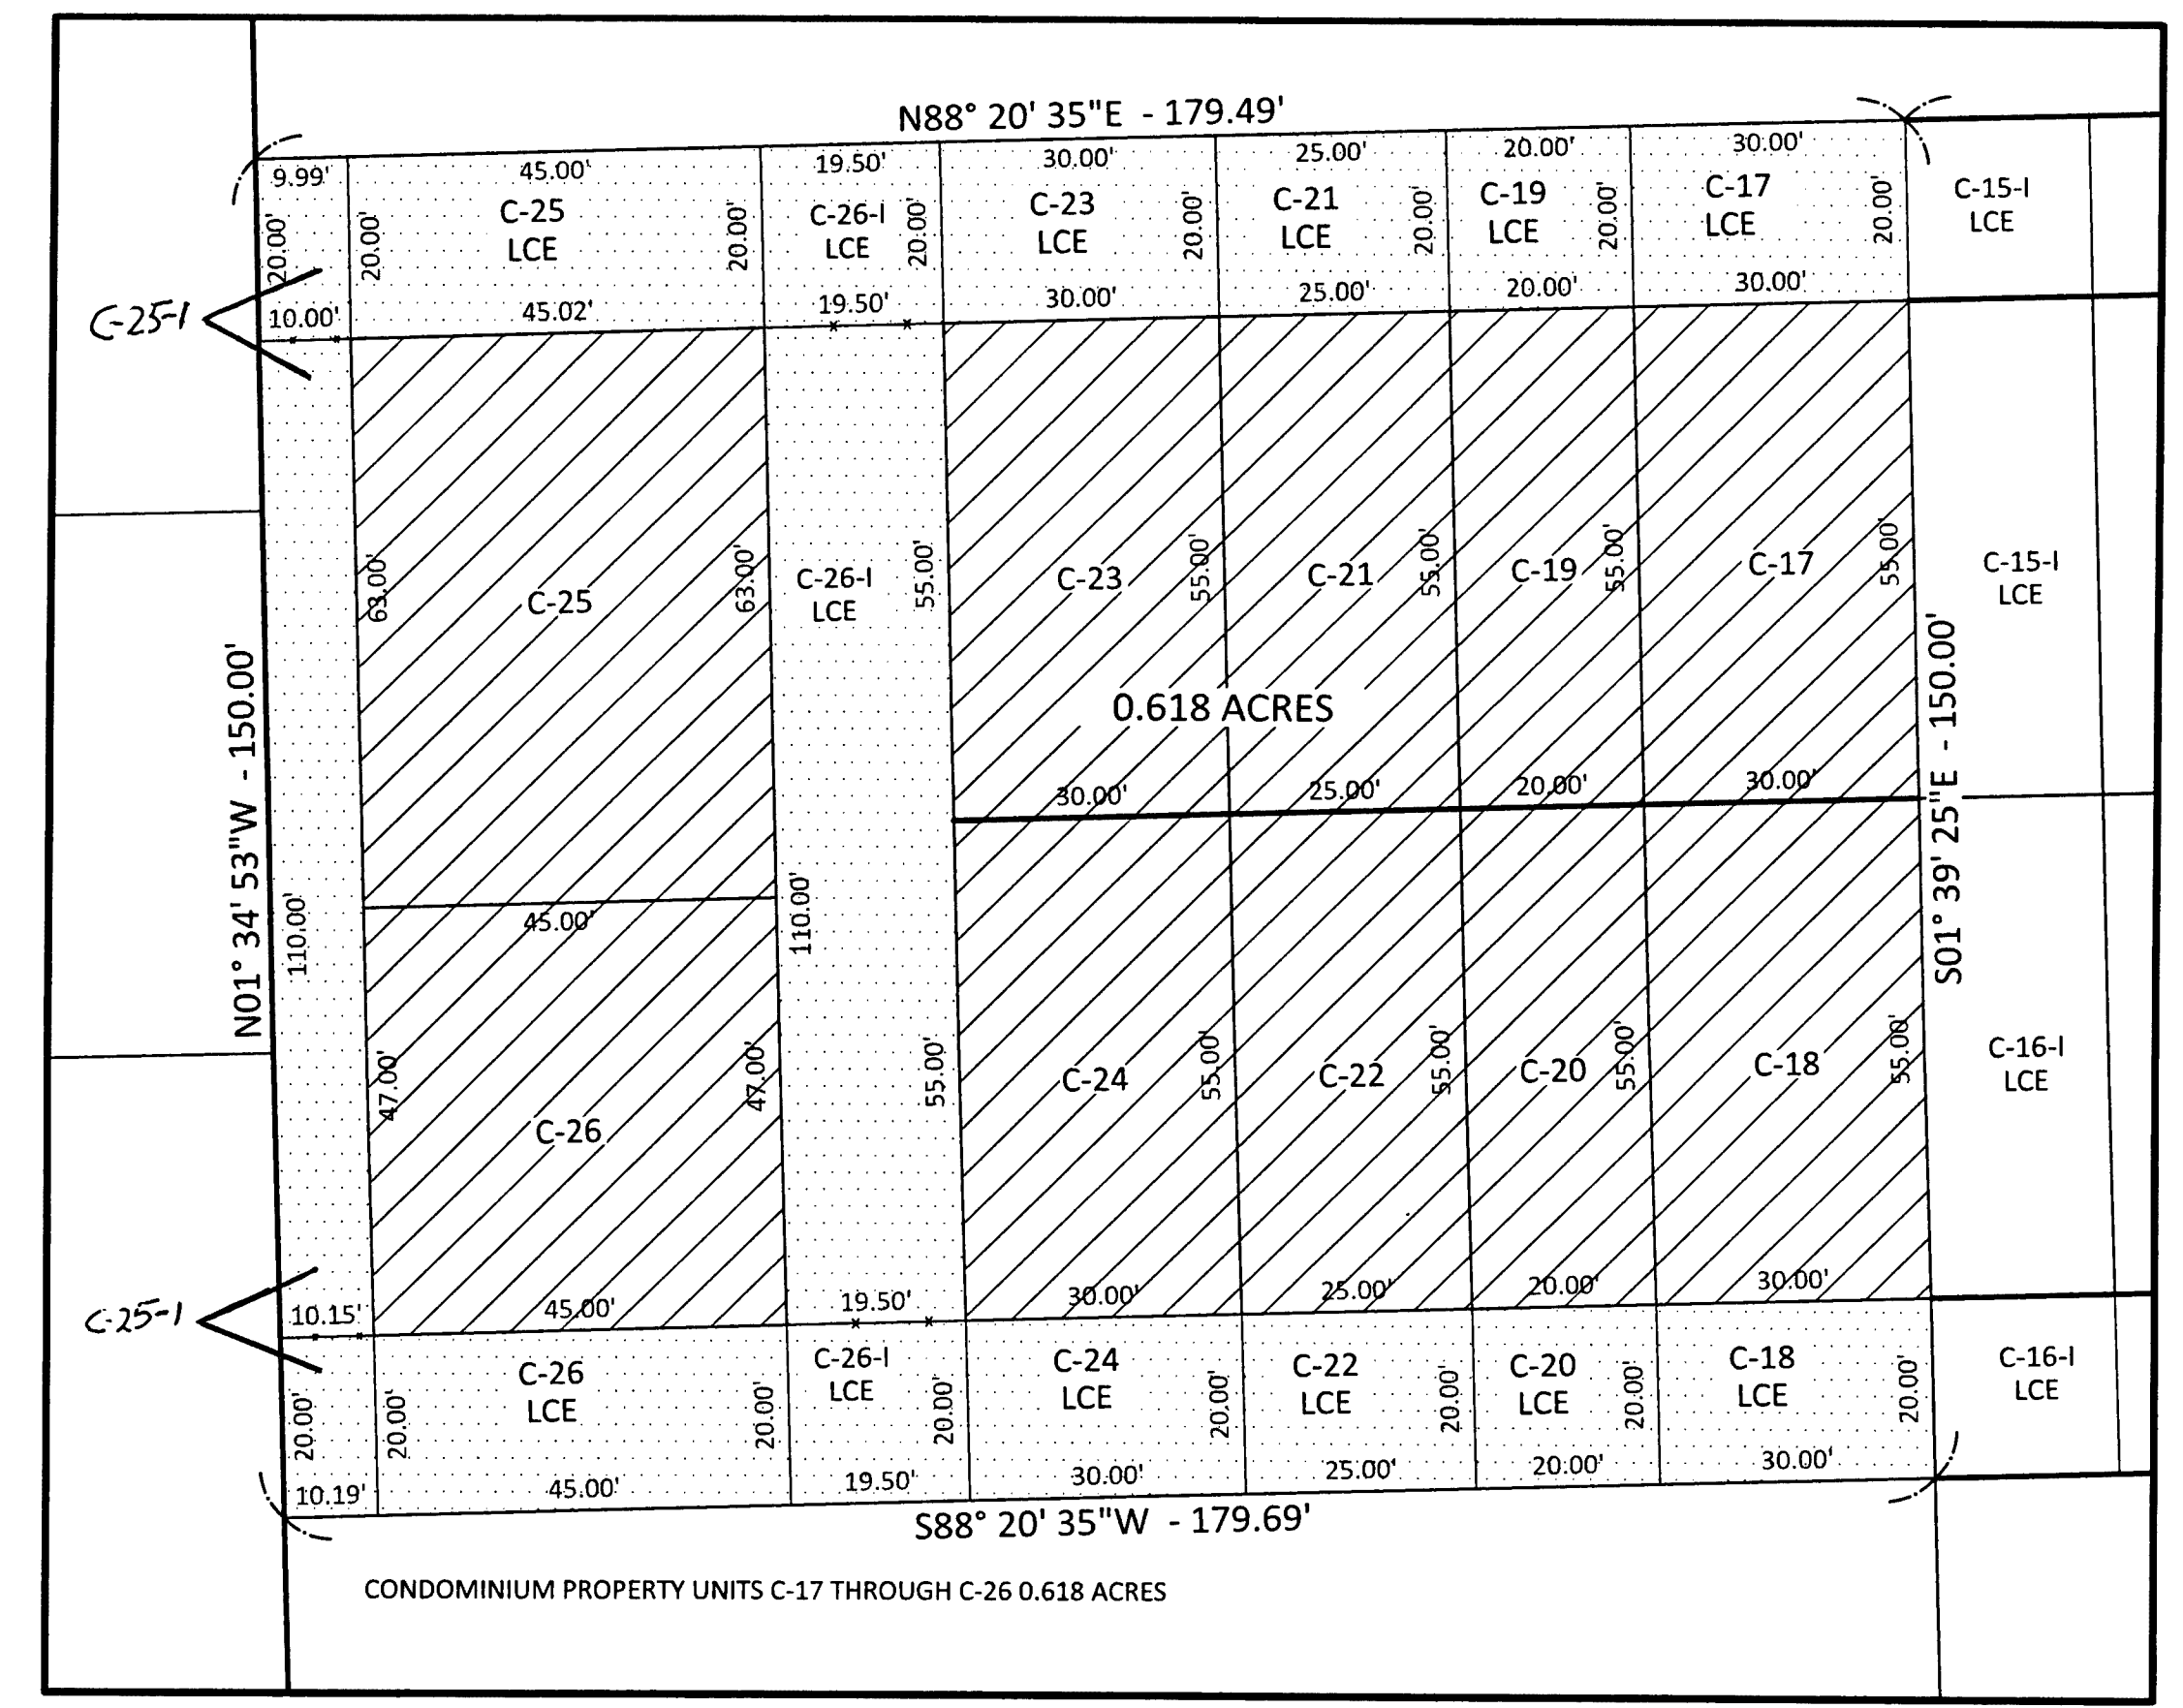 N88° 20' 35"E - 179.49'
9.99'
45.00'
19.50'
30.00'
25.00'
20.00'
30.00'
20.00'
20.00'
C-25
LCE
20.00'
C-26-I
LCE
20.00'
C-23
LCE
20.00'
C-21
LCE
20.00'
C-19
LCE
20.00'
C-17
LCE
20.00'
C-15-I
LCE
C-25-1
10.00'
45.02'
19.50'
30.00'
25.00'
20.00'
30.00'
63.00'
C-25
63.00'
C-26-I
LCE
55.00'
C-23
55.00'
C-21
55.00'
C-19
55.00'
C-17
55.00'
C-15-I
LCE
0.618 ACRES
N01° 34' 53"W - 150.00'
S01° 39' 25"E - 150.00'
30.00'
25.00'
20.00'
30.00'
110.00'
45.00'
110.00'
47.00'
C-26
47.00'
55.00'
C-24
55.00'
C-22
55.00'
C-20
55.00'
C-18
55.00'
C-16-I
LCE
C-25-1
10.15'
45.00'
19.50'
30.00'
25.00'
20.00'
30.00'
20.00'
20.00'
C-26
LCE
20.00'
C-26-I
LCE
20.00'
C-24
LCE
20.00'
C-22
LCE
20.00'
C-20
LCE
20.00'
C-18
LCE
20.00'
C-16-I
LCE
10.19'
45.00'
19.50'
30.00'
25.00'
20.00'
30.00'
S88° 20' 35"W - 179.69'
CONDOMINIUM PROPERTY UNITS C-17 THROUGH C-26 0.618 ACRES